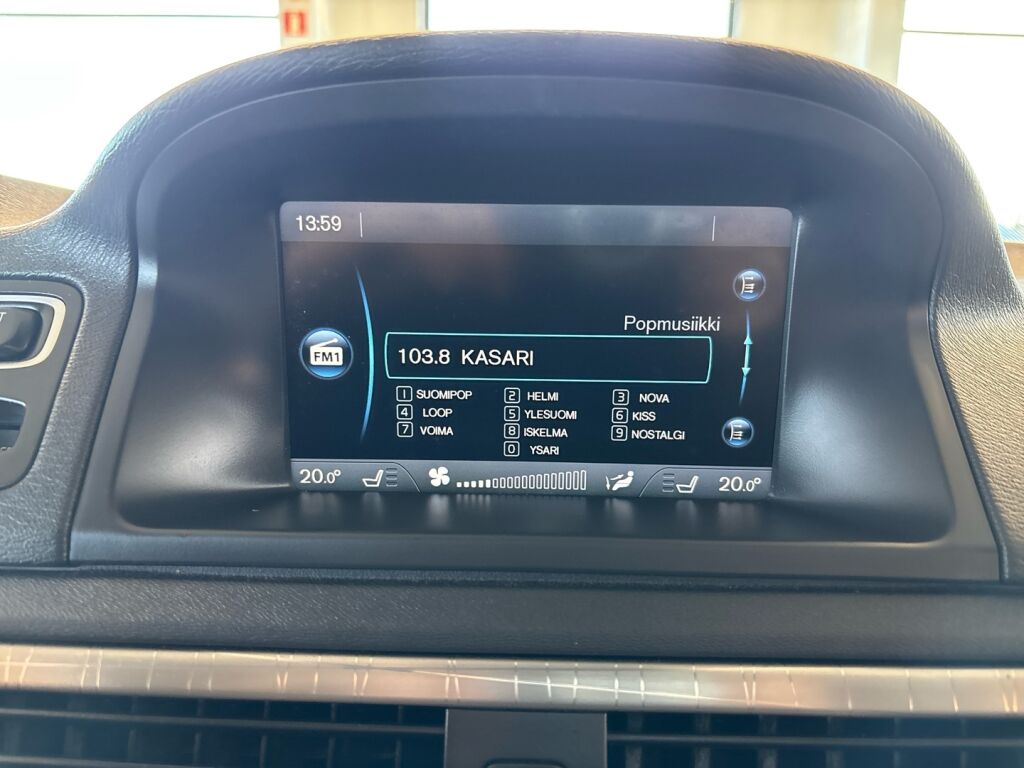 13:59
Popmusiikki
FM1
103.8 KASARI
1 SUOMIPOP 2 HELMI 3 NOVA
4 LOOP 5 YLESUOMI 6 KISS
7 VOIMA 8 ISKELMA 9 NOSTALGI
0 YSARI
20.0° 20.0°